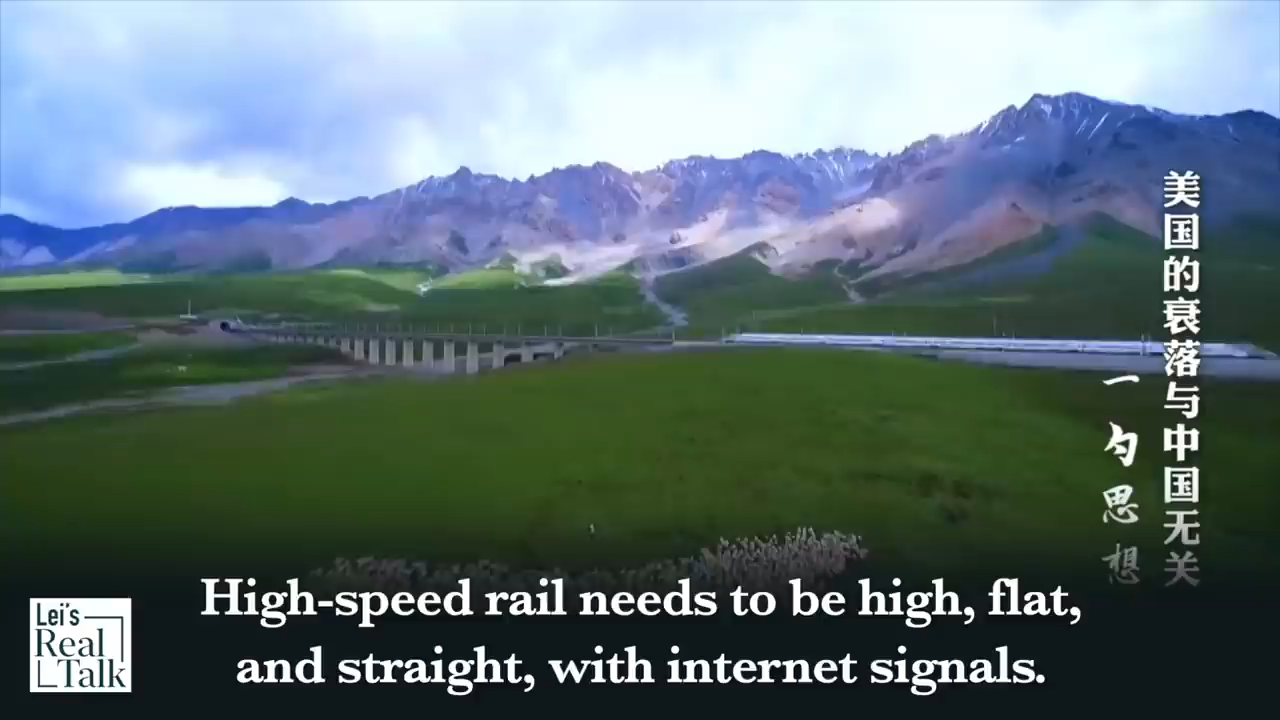 美国的衰落与中国无关
一勺思想
High-speed rail needs to be high, flat,
and straight, with internet signals.
Lei's
Real
Talk